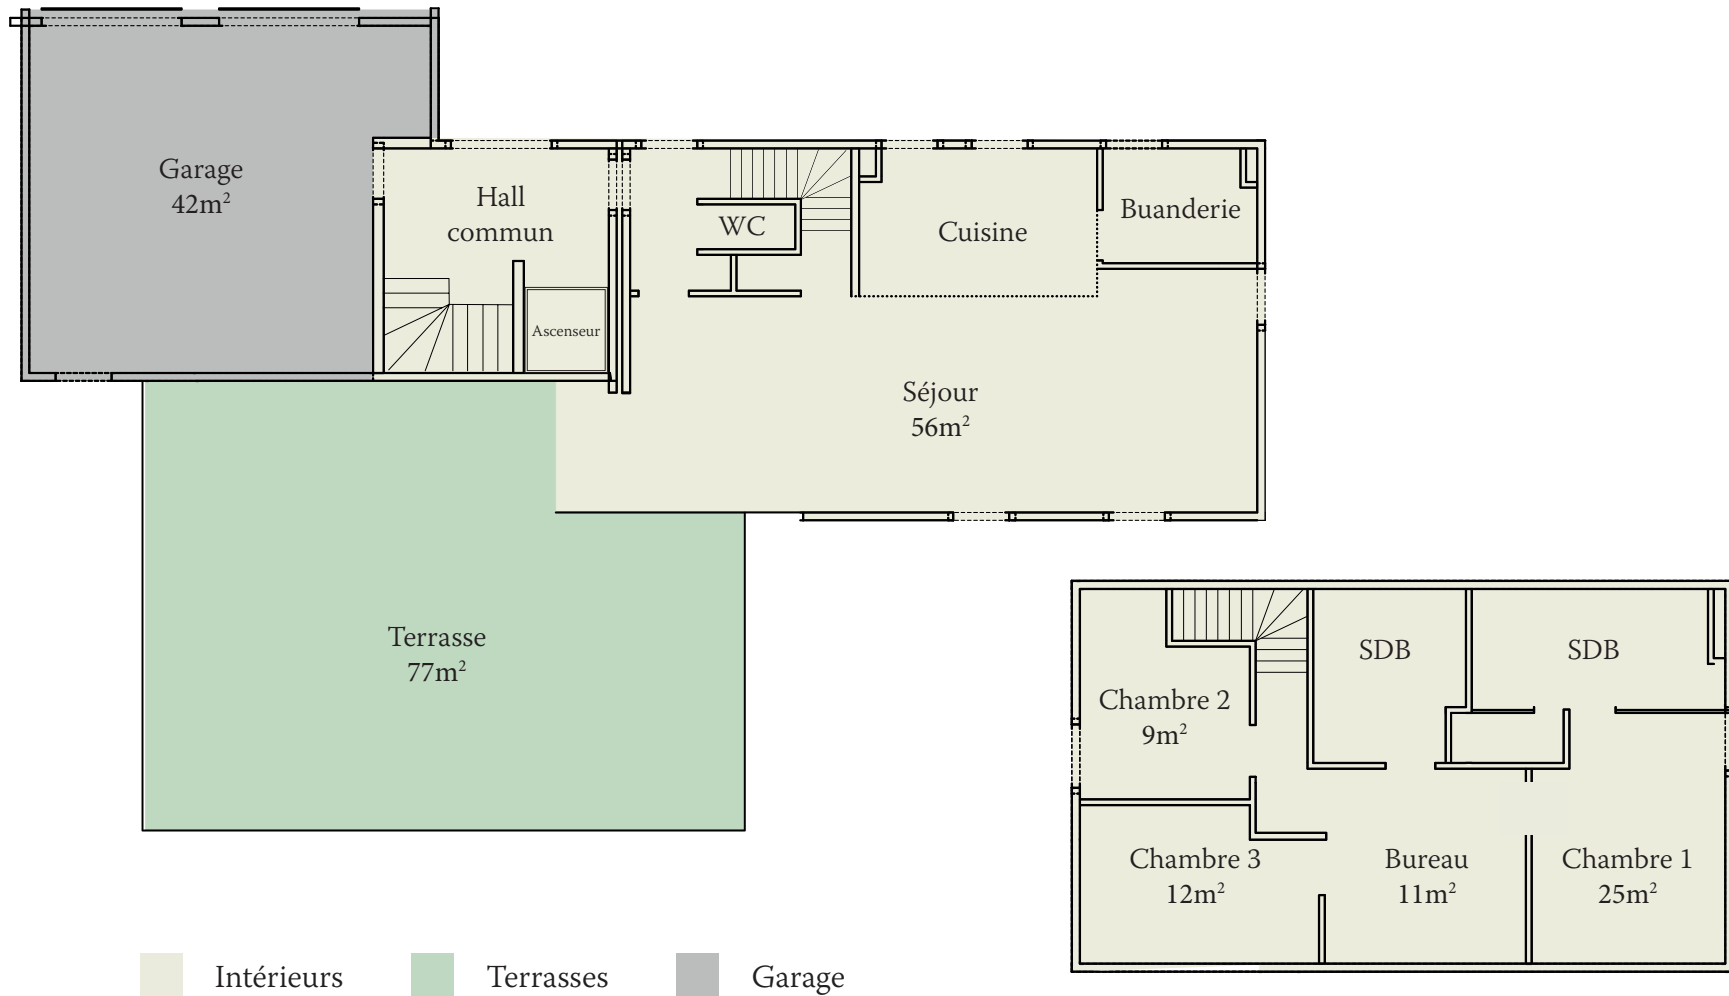 Garage
42m²
Hall
commun
WC
Cuisine
Buanderie
Ascenseur
Séjour
56m²
Terrasse
77m²
SDB
SDB
Chambre 2
9m²
Chambre 3
12m²
Bureau
11m²
Chambre 1
25m²
Intérieurs
Terrasses
Garage